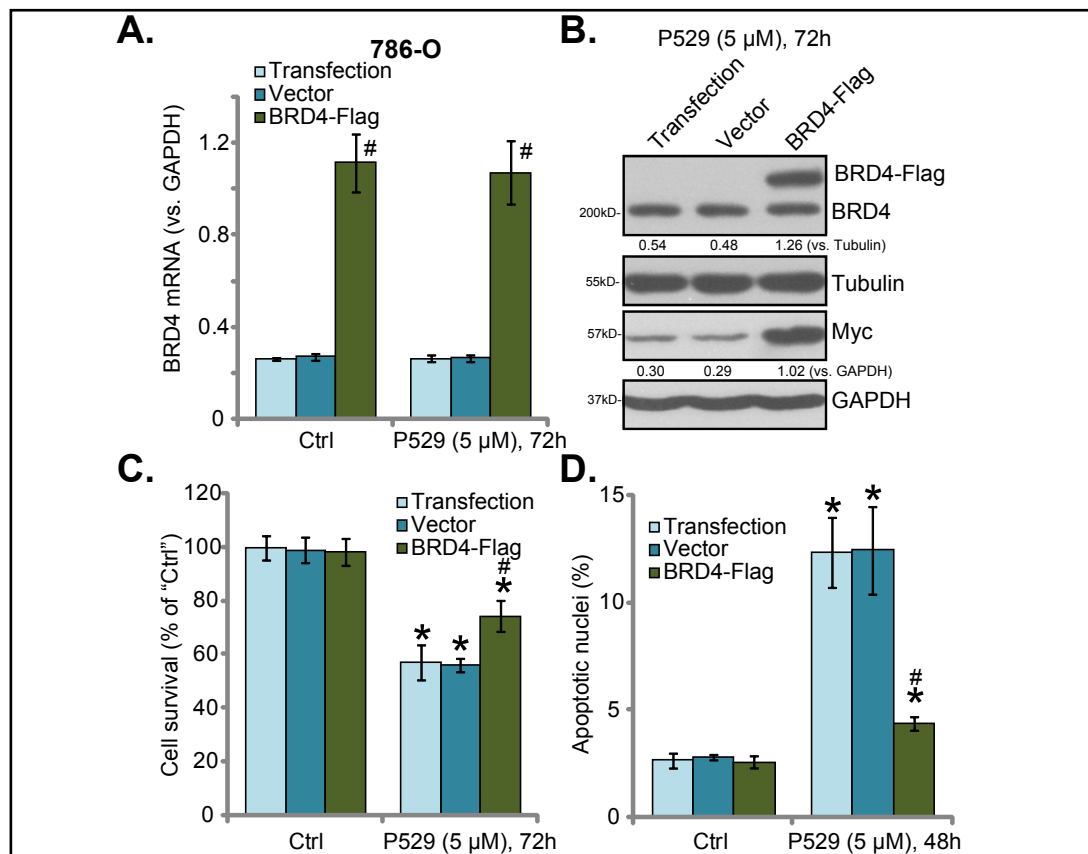 A.
786-O
Transfection
Vector
BRD4-Flag
BRD4 mRNA (vs. GAPDH)
1.2
1.2
0.4
0.4
0
#
#
Ctrl
P529 (5 µM), 72h
B.
P529 (5 µM), 72h
Transfection
Vector
BRD4-Flag
BRD4-Flag
200kD-
BRD4
0.54 0.48 1.26 (vs. Tubulin)
55kD-
Tubulin
57kD-
Myc
0.30 0.29 1.02 (vs. GAPDH)
37kD-
GAPDH
C.
Transfection
Vector
BRD4-Flag
Cell survival (% of “Ctrl”)
120
100
80
60
40
20
0
*
*
#
*
Ctrl
P529 (5 µM), 72h
D.
Transfection
Vector
BRD4-Flag
Apoptotic nuclei (%)
15
10
5
0
*
*
#
*
Ctrl
P529 (5 µM), 48h